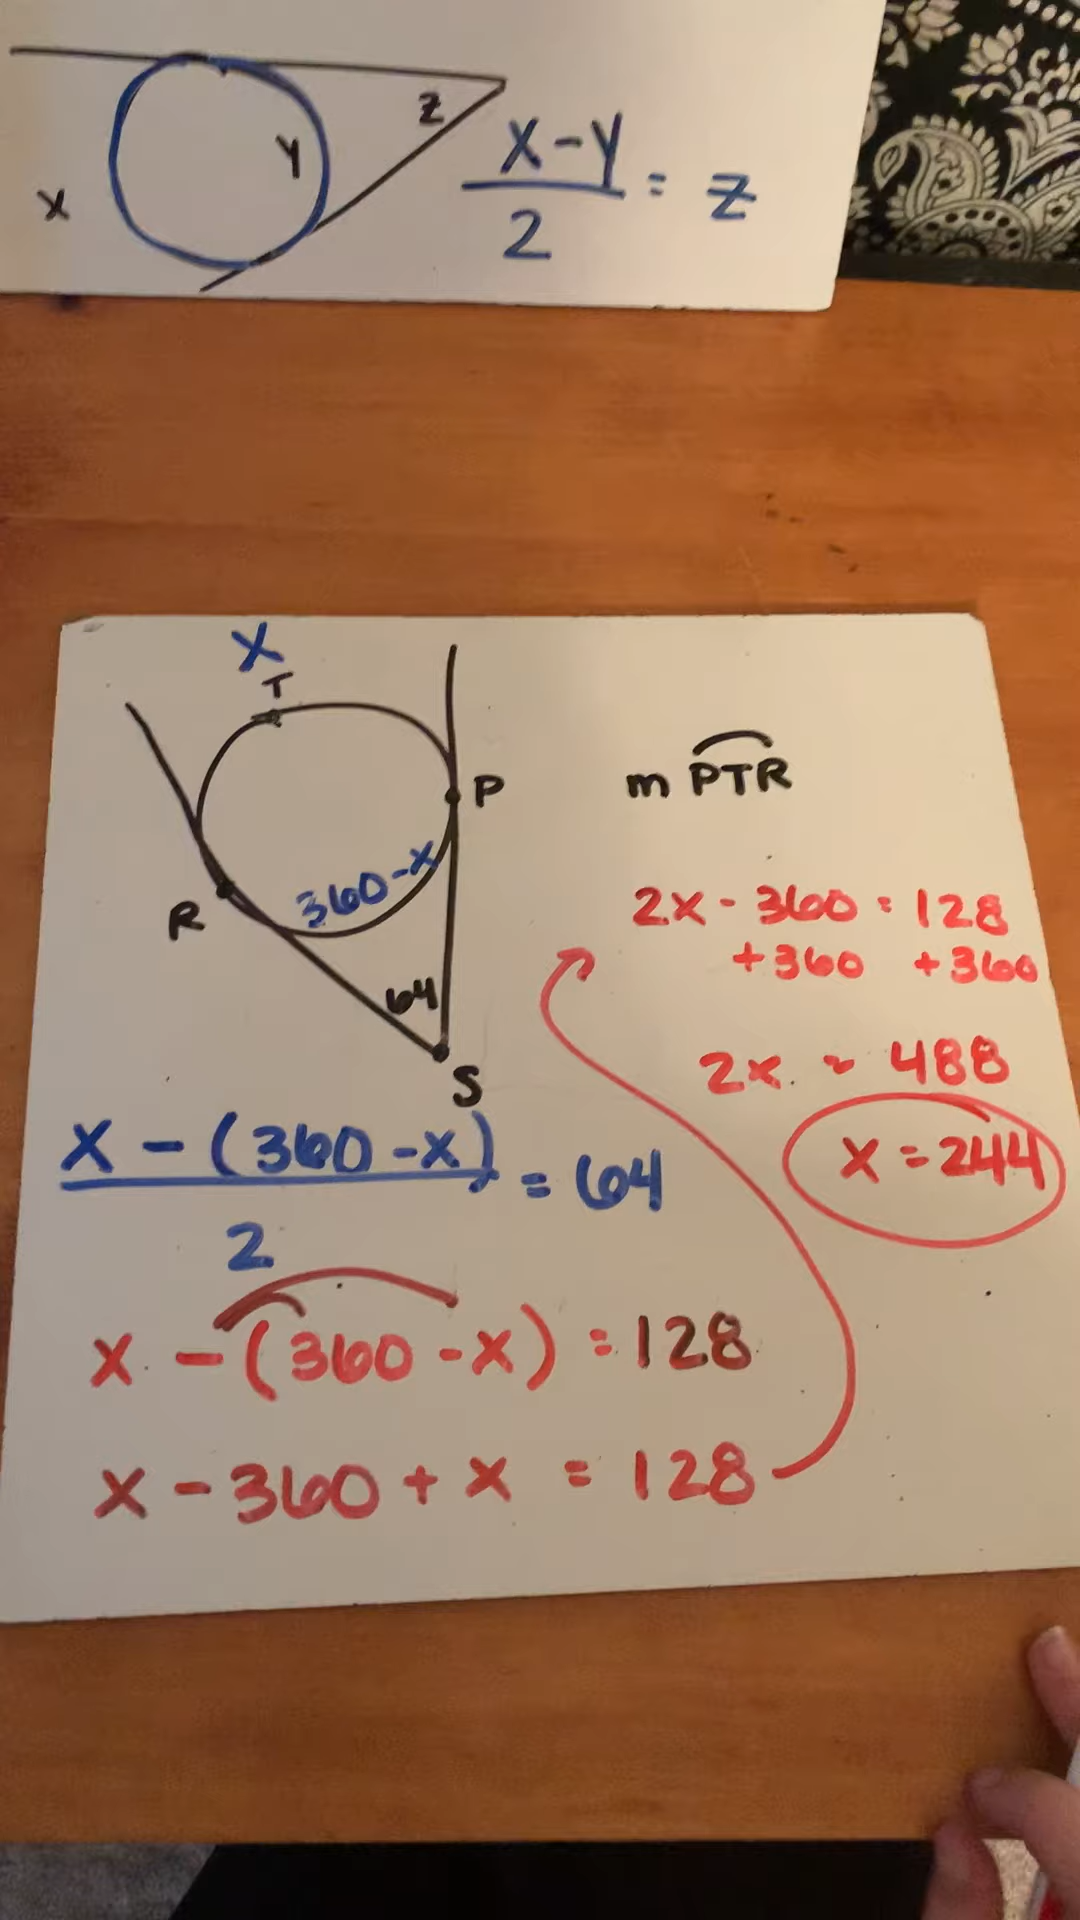 z
y
x
x-y
2
= z
x
T
P
m PTR
360-x
R
64
S
2x - 360 = 128
+360 +360
2x = 488
x = 244
x - (360 -x)
2
= 64
x - (360 -x) = 128
x - 360 + x = 128